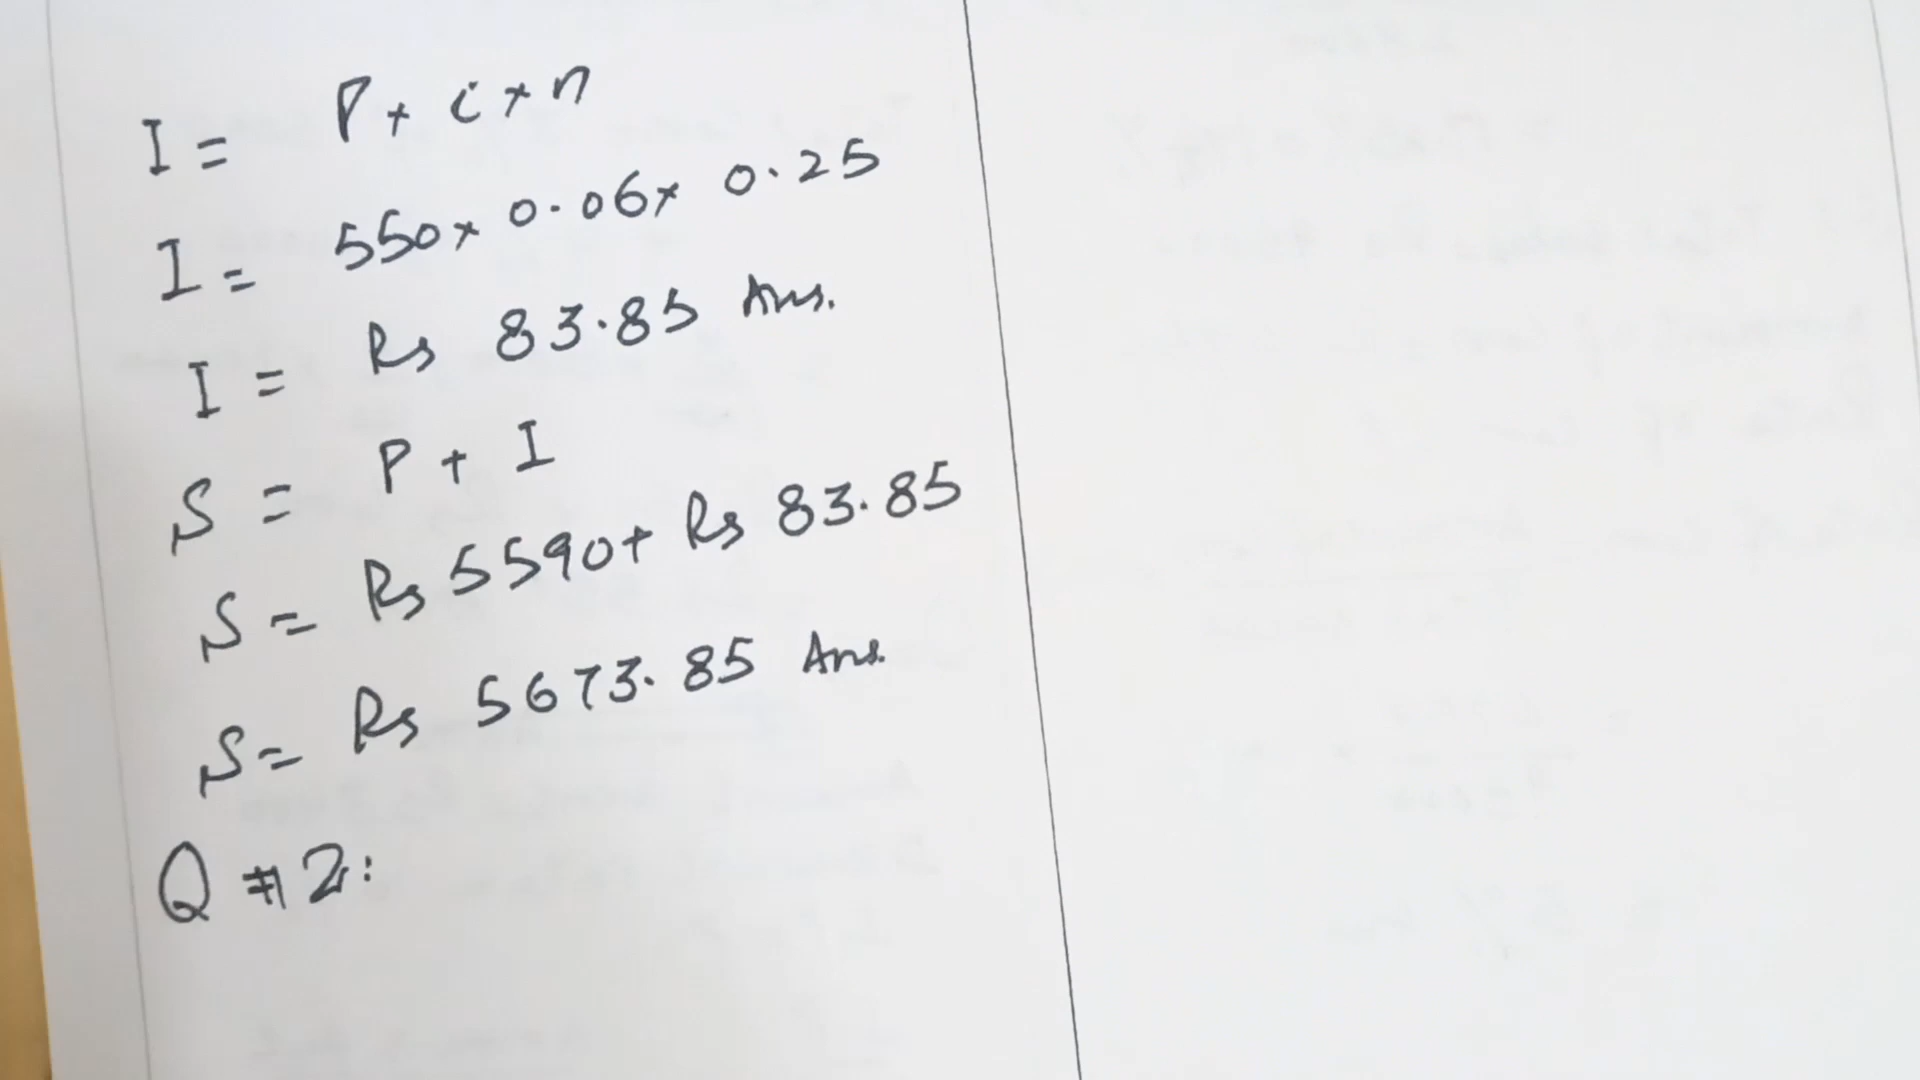 I = P × i × n
I = 550 × 0.06 × 0.25
I = Rs 83.85 Ans.
S = P + I
S = Rs 5590 + Rs 83.85
S = Rs 5673.85 Ans.
Q # 2: